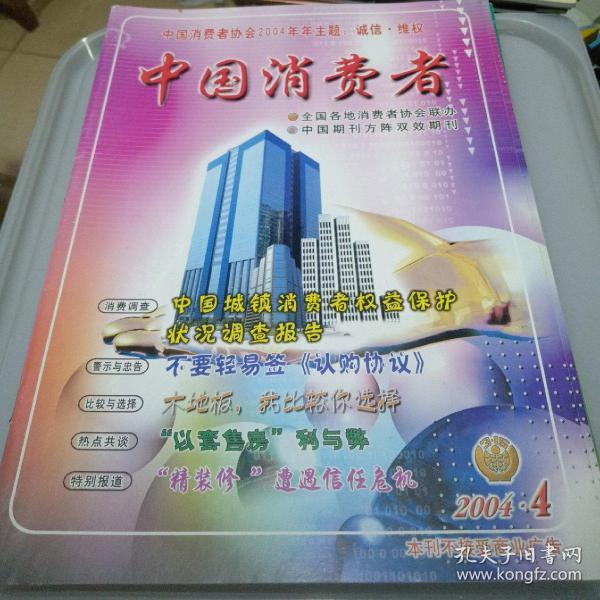 中国消费者协会2004年年主题：诚信·维权
中国消费者
全国各地消费者协会联办
中国期刊方阵双效期刊
消费调查 中国城镇消费者权益保护
状况调查报告
警示与忠告 不要轻易签《认购协议》
比较与选择 木地板，我比较你选择
热点共谈 “以套售房”利与弊
特别报道 “精装修”遭遇信任危机
2004·4
本刊不接受商业广告
孔夫子旧书网
www.kongfz.com